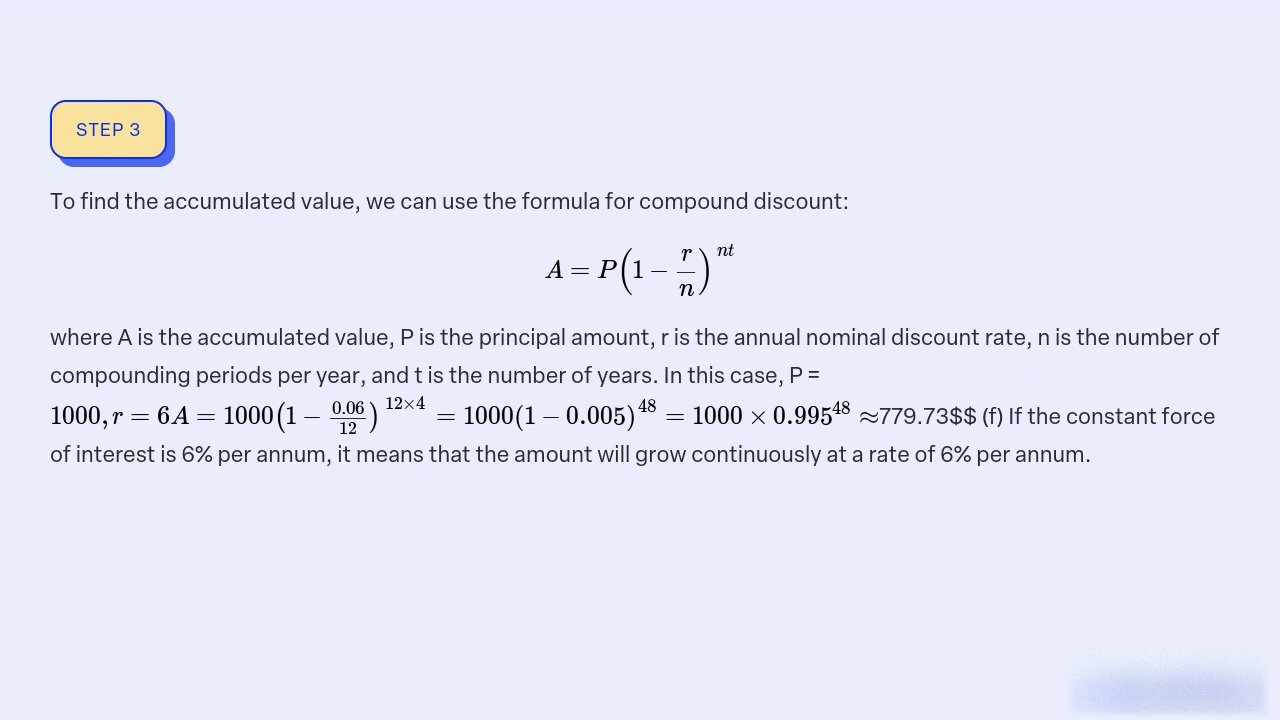 STEP 3
To find the accumulated value, we can use the formula for compound discount:
A = P(1 − r/n)^{nt}
where A is the accumulated value, P is the principal amount, r is the annual nominal discount rate, n is the number of
compounding periods per year, and t is the number of years. In this case, P =
1000, r = 6A = 1000(1 − 0.06/12)^{12×4} = 1000(1 − 0.005)^{48} = 1000 × 0.995^{48} ≈779.73$$ (f) If the constant force
of interest is 6% per annum, it means that the amount will grow continuously at a rate of 6% per annum.